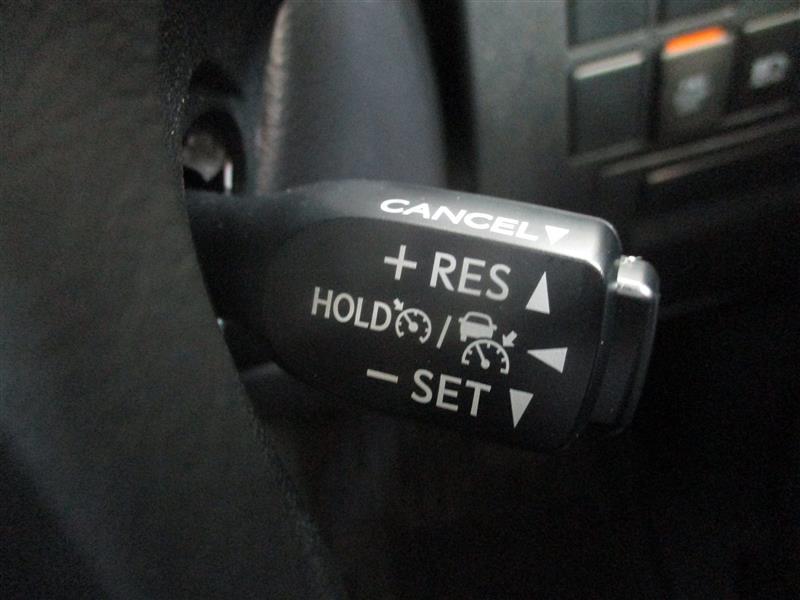 CANCEL▼
+ RES ▲
HOLD / ◀
− SET ▼